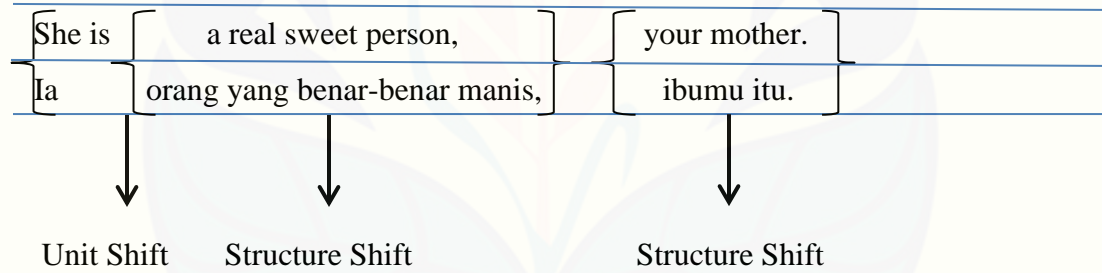 She is a real sweet person, your mother.
Ia orang yang benar-benar manis, ibumu itu.
Unit Shift Structure Shift Structure Shift